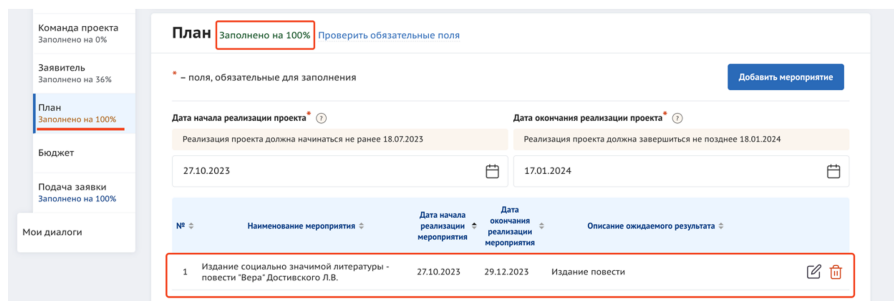 Команда проекта
Заполнено на 0%
Заявитель
Заполнено на 36%
План
Заполнено на 100%
Бюджет
Подача заявки
Заполнено на 100%
Мои диалоги
План Заполнено на 100% Проверить обязательные поля
* – поля, обязательные для заполнения
Добавить мероприятие
Дата начала реализации проекта* ?
Дата окончания реализации проекта* ?
Реализация проекта должна начинаться не ранее 18.07.2023
Реализация проекта должна завершиться не позднее 18.01.2024
27.10.2023
17.01.2024
№
Наименование мероприятия
Дата начала
реализации
мероприятия
Дата
окончания
реализации
мероприятия
Описание ожидаемого результата
1
Издание социально значимой литературы -
повести "Вера" Достивского Л.В.
27.10.2023
29.12.2023
Издание повести